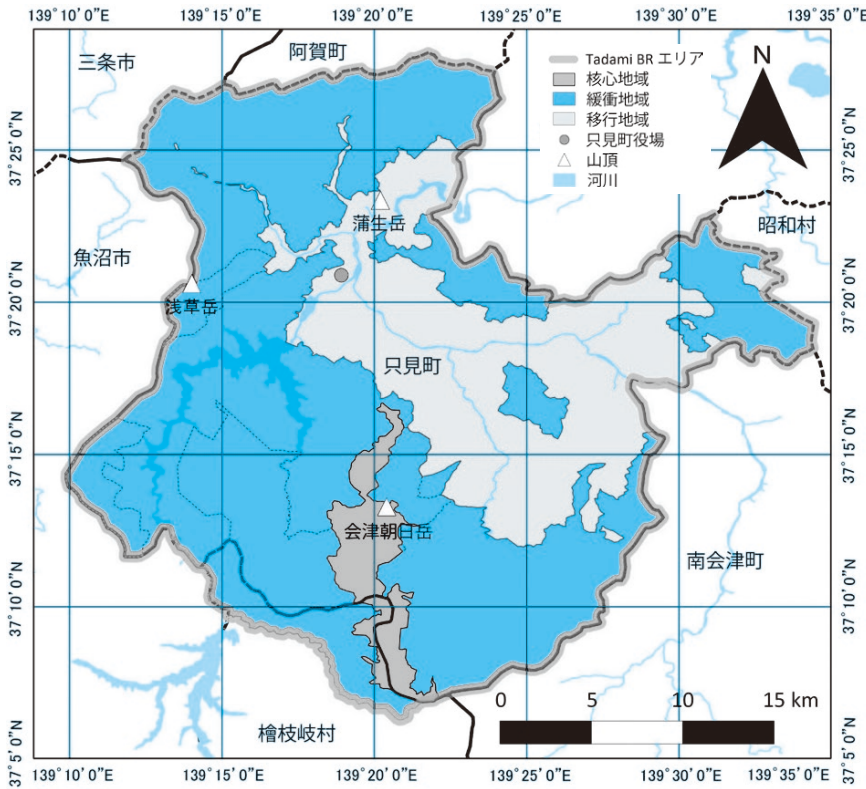 139°10′0″E 139°15′0″E 139°20′0″E 139°25′0″E 139°30′0″E 139°35′0″E
三条市
阿賀町
Tadami BR エリア
核心地域
緩衝地域
移行地域
只見町役場
山頂
河川
N
37°25′0″N
37°25′0″N
蒲生岳
昭和村
魚沼市
37°20′0″N
37°20′0″N
浅草岳
只見町
37°15′0″N
37°15′0″N
会津朝日岳
南会津町
37°10′0″N
37°10′0″N
0 5 10 15 km
檜枝岐村
37°5′0″N
37°5′0″N
139°10′0″E 139°15′0″E 139°20′0″E 139°25′0″E 139°30′0″E 139°35′0″E